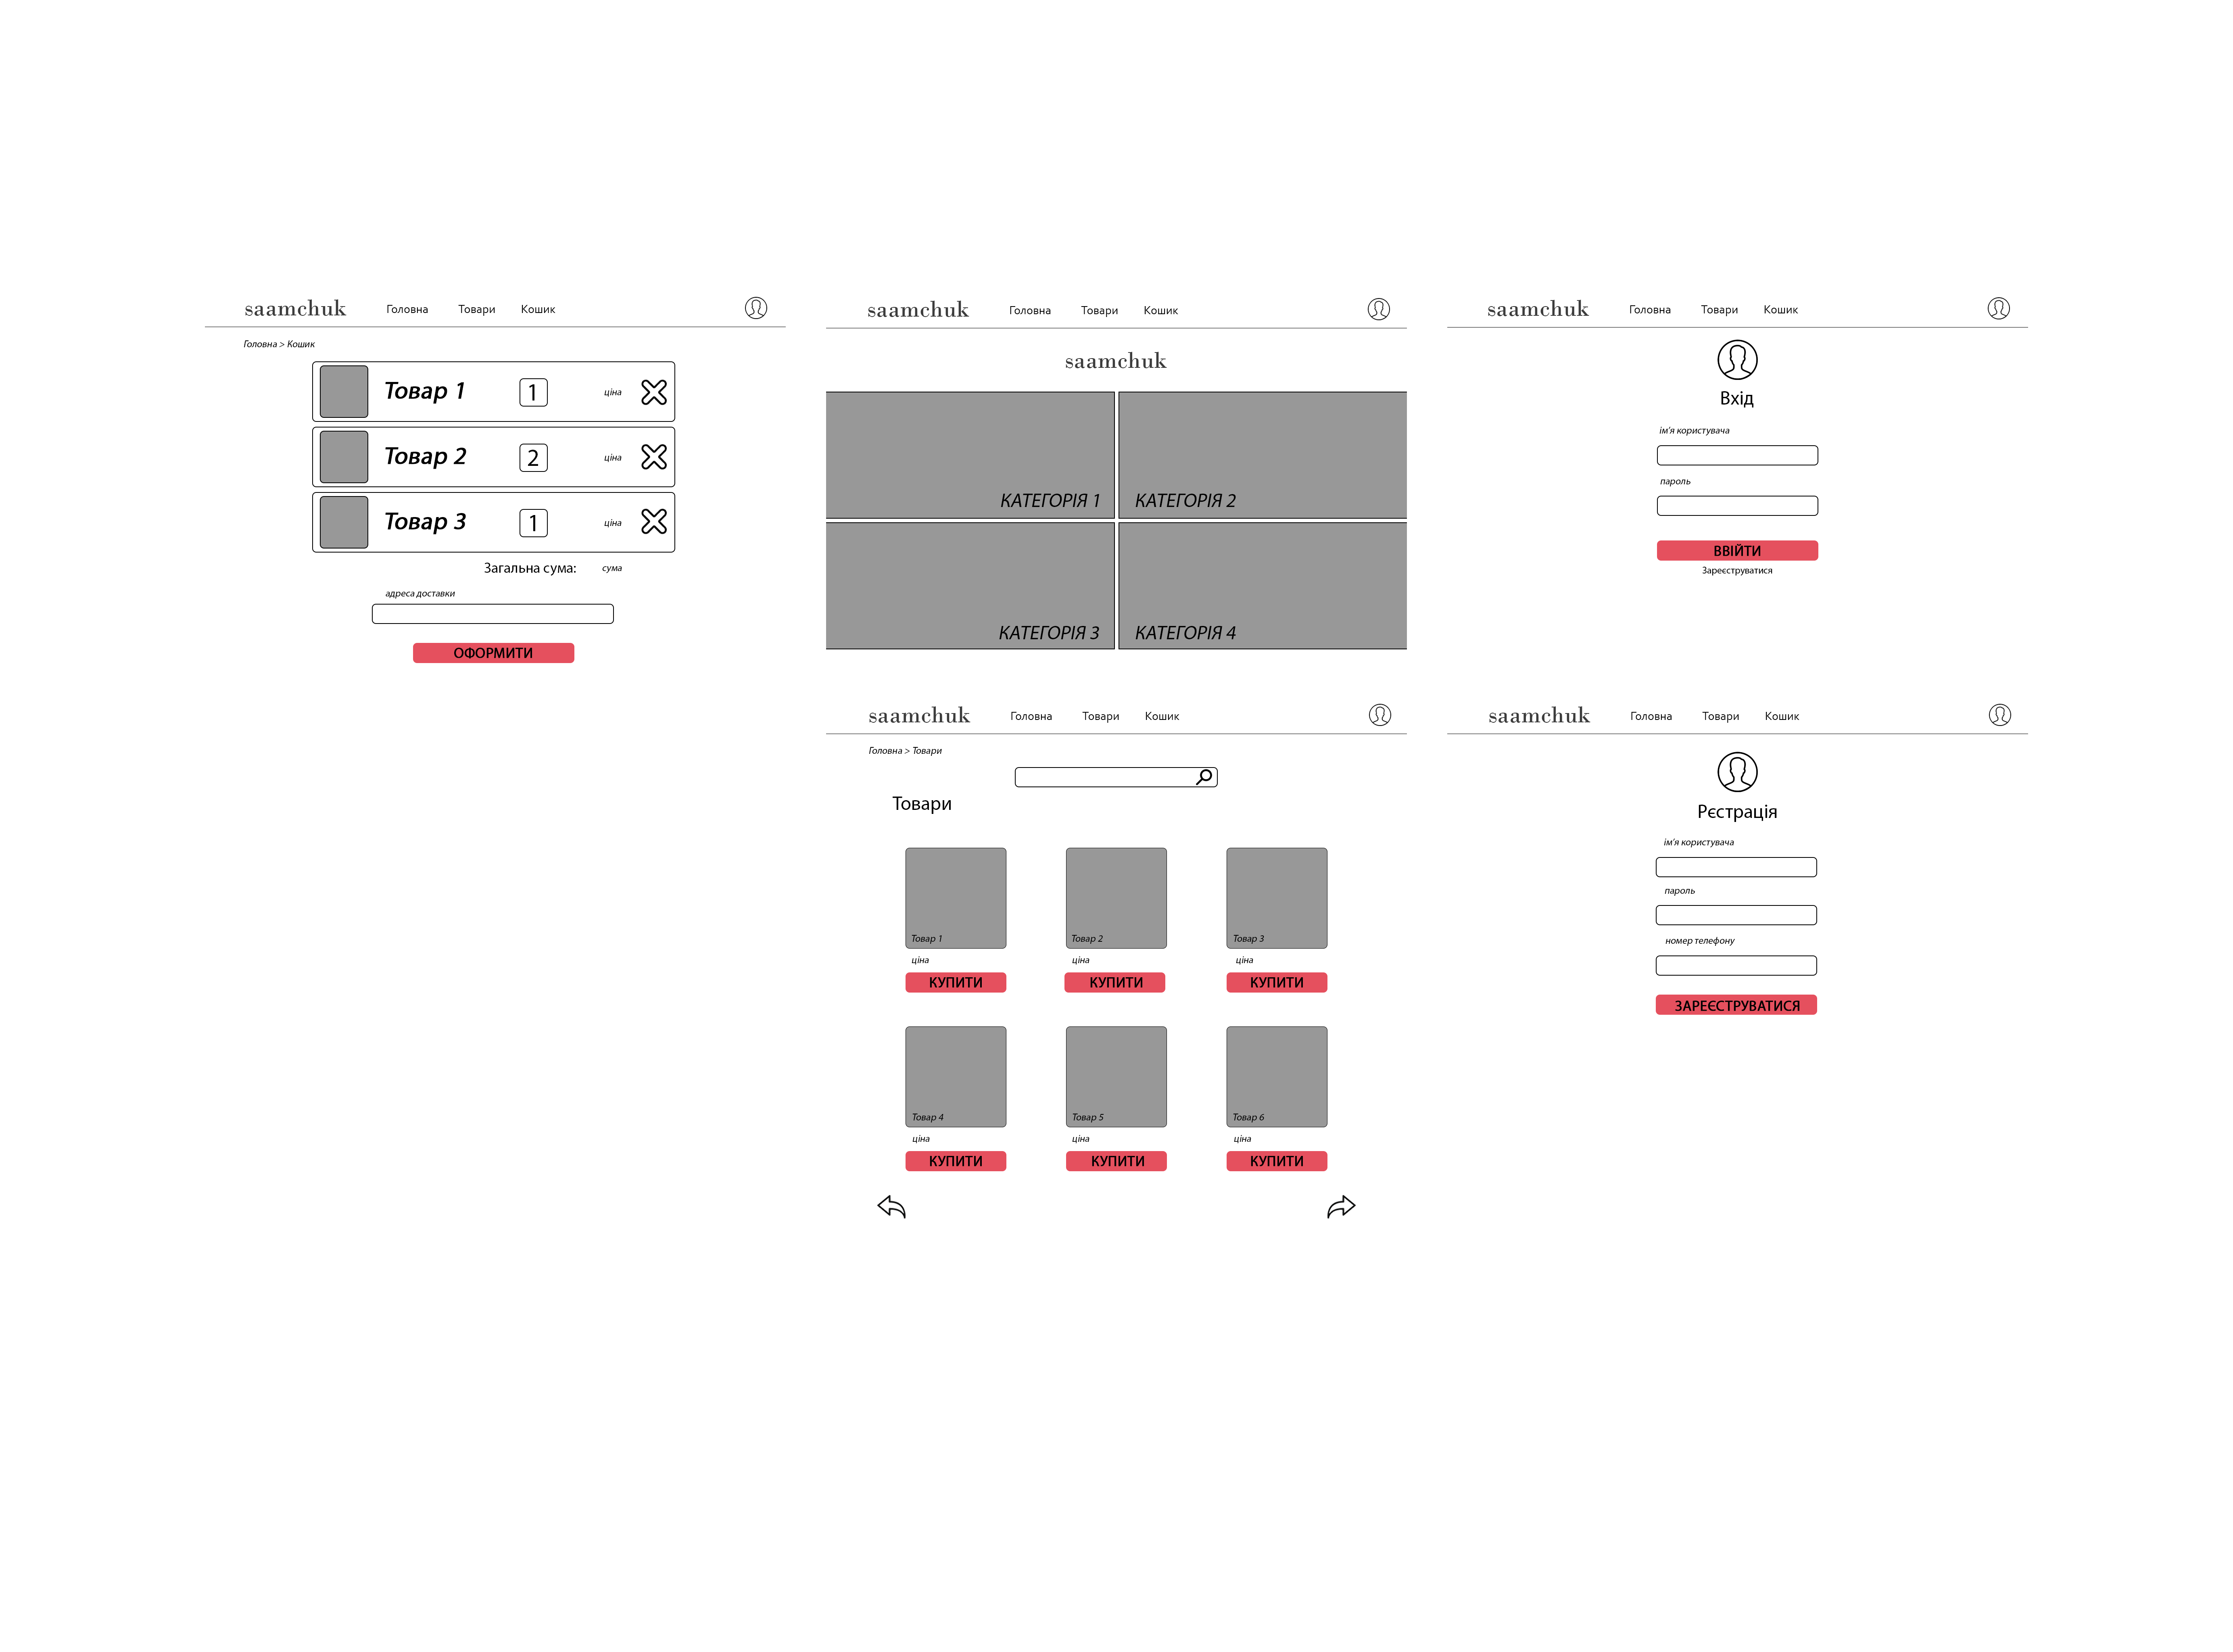 saamchuk Головна Товари Кошик
Головна > Кошик
Товар 1 1 ціна
Товар 2 2 ціна
Товар 3 1 ціна
Загальна сума: сума
адреса доставки
ОФОРМИТИ
saamchuk Головна Товари Кошик
saamchuk
КАТЕГОРІЯ 1 КАТЕГОРІЯ 2
КАТЕГОРІЯ 3 КАТЕГОРІЯ 4
saamchuk Головна Товари Кошик
Вхід
ім'я користувача
пароль
ВВІЙТИ
Зареєструватися
saamchuk Головна Товари Кошик
Головна > Товари
Товари
Товар 1 Товар 2 Товар 3
ціна ціна ціна
КУПИТИ КУПИТИ КУПИТИ
Товар 4 Товар 5 Товар 6
ціна ціна ціна
КУПИТИ КУПИТИ КУПИТИ
saamchuk Головна Товари Кошик
Рєстрація
ім'я користувача
пароль
номер телефону
ЗАРЕЄСТРУВАТИСЯ